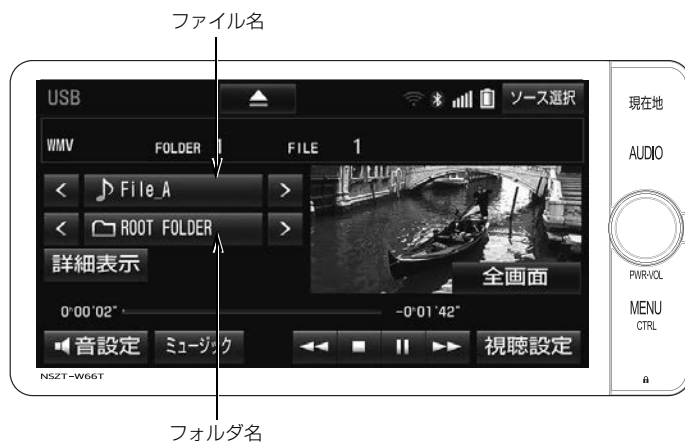 ファイル名
USB ソース選択 現在地
WMV FOLDER 1 FILE 1
AUDIO
< File_A >
< ROOT FOLDER >
詳細表示 全画面
PWR•VOL
0°00'02" -0°01'42"
MENU
CTRL
音設定 ミュージック 視聴設定
NSZT-W66T
フォルダ名